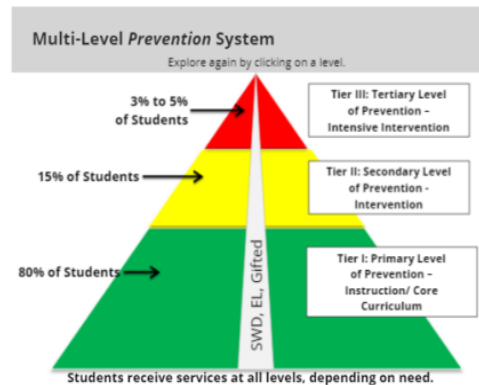 Multi-Level Prevention System
Explore again by clicking on a level.
3% to 5%
of Students
Tier III: Tertiary Level
of Prevention –
Intensive Intervention
15% of Students
Tier II: Secondary Level
of Prevention -
Intervention
80% of Students
Tier I: Primary Level
of Prevention –
Instruction/ Core
Curriculum
SWD, EL, Gifted
Students receive services at all levels, depending on need.